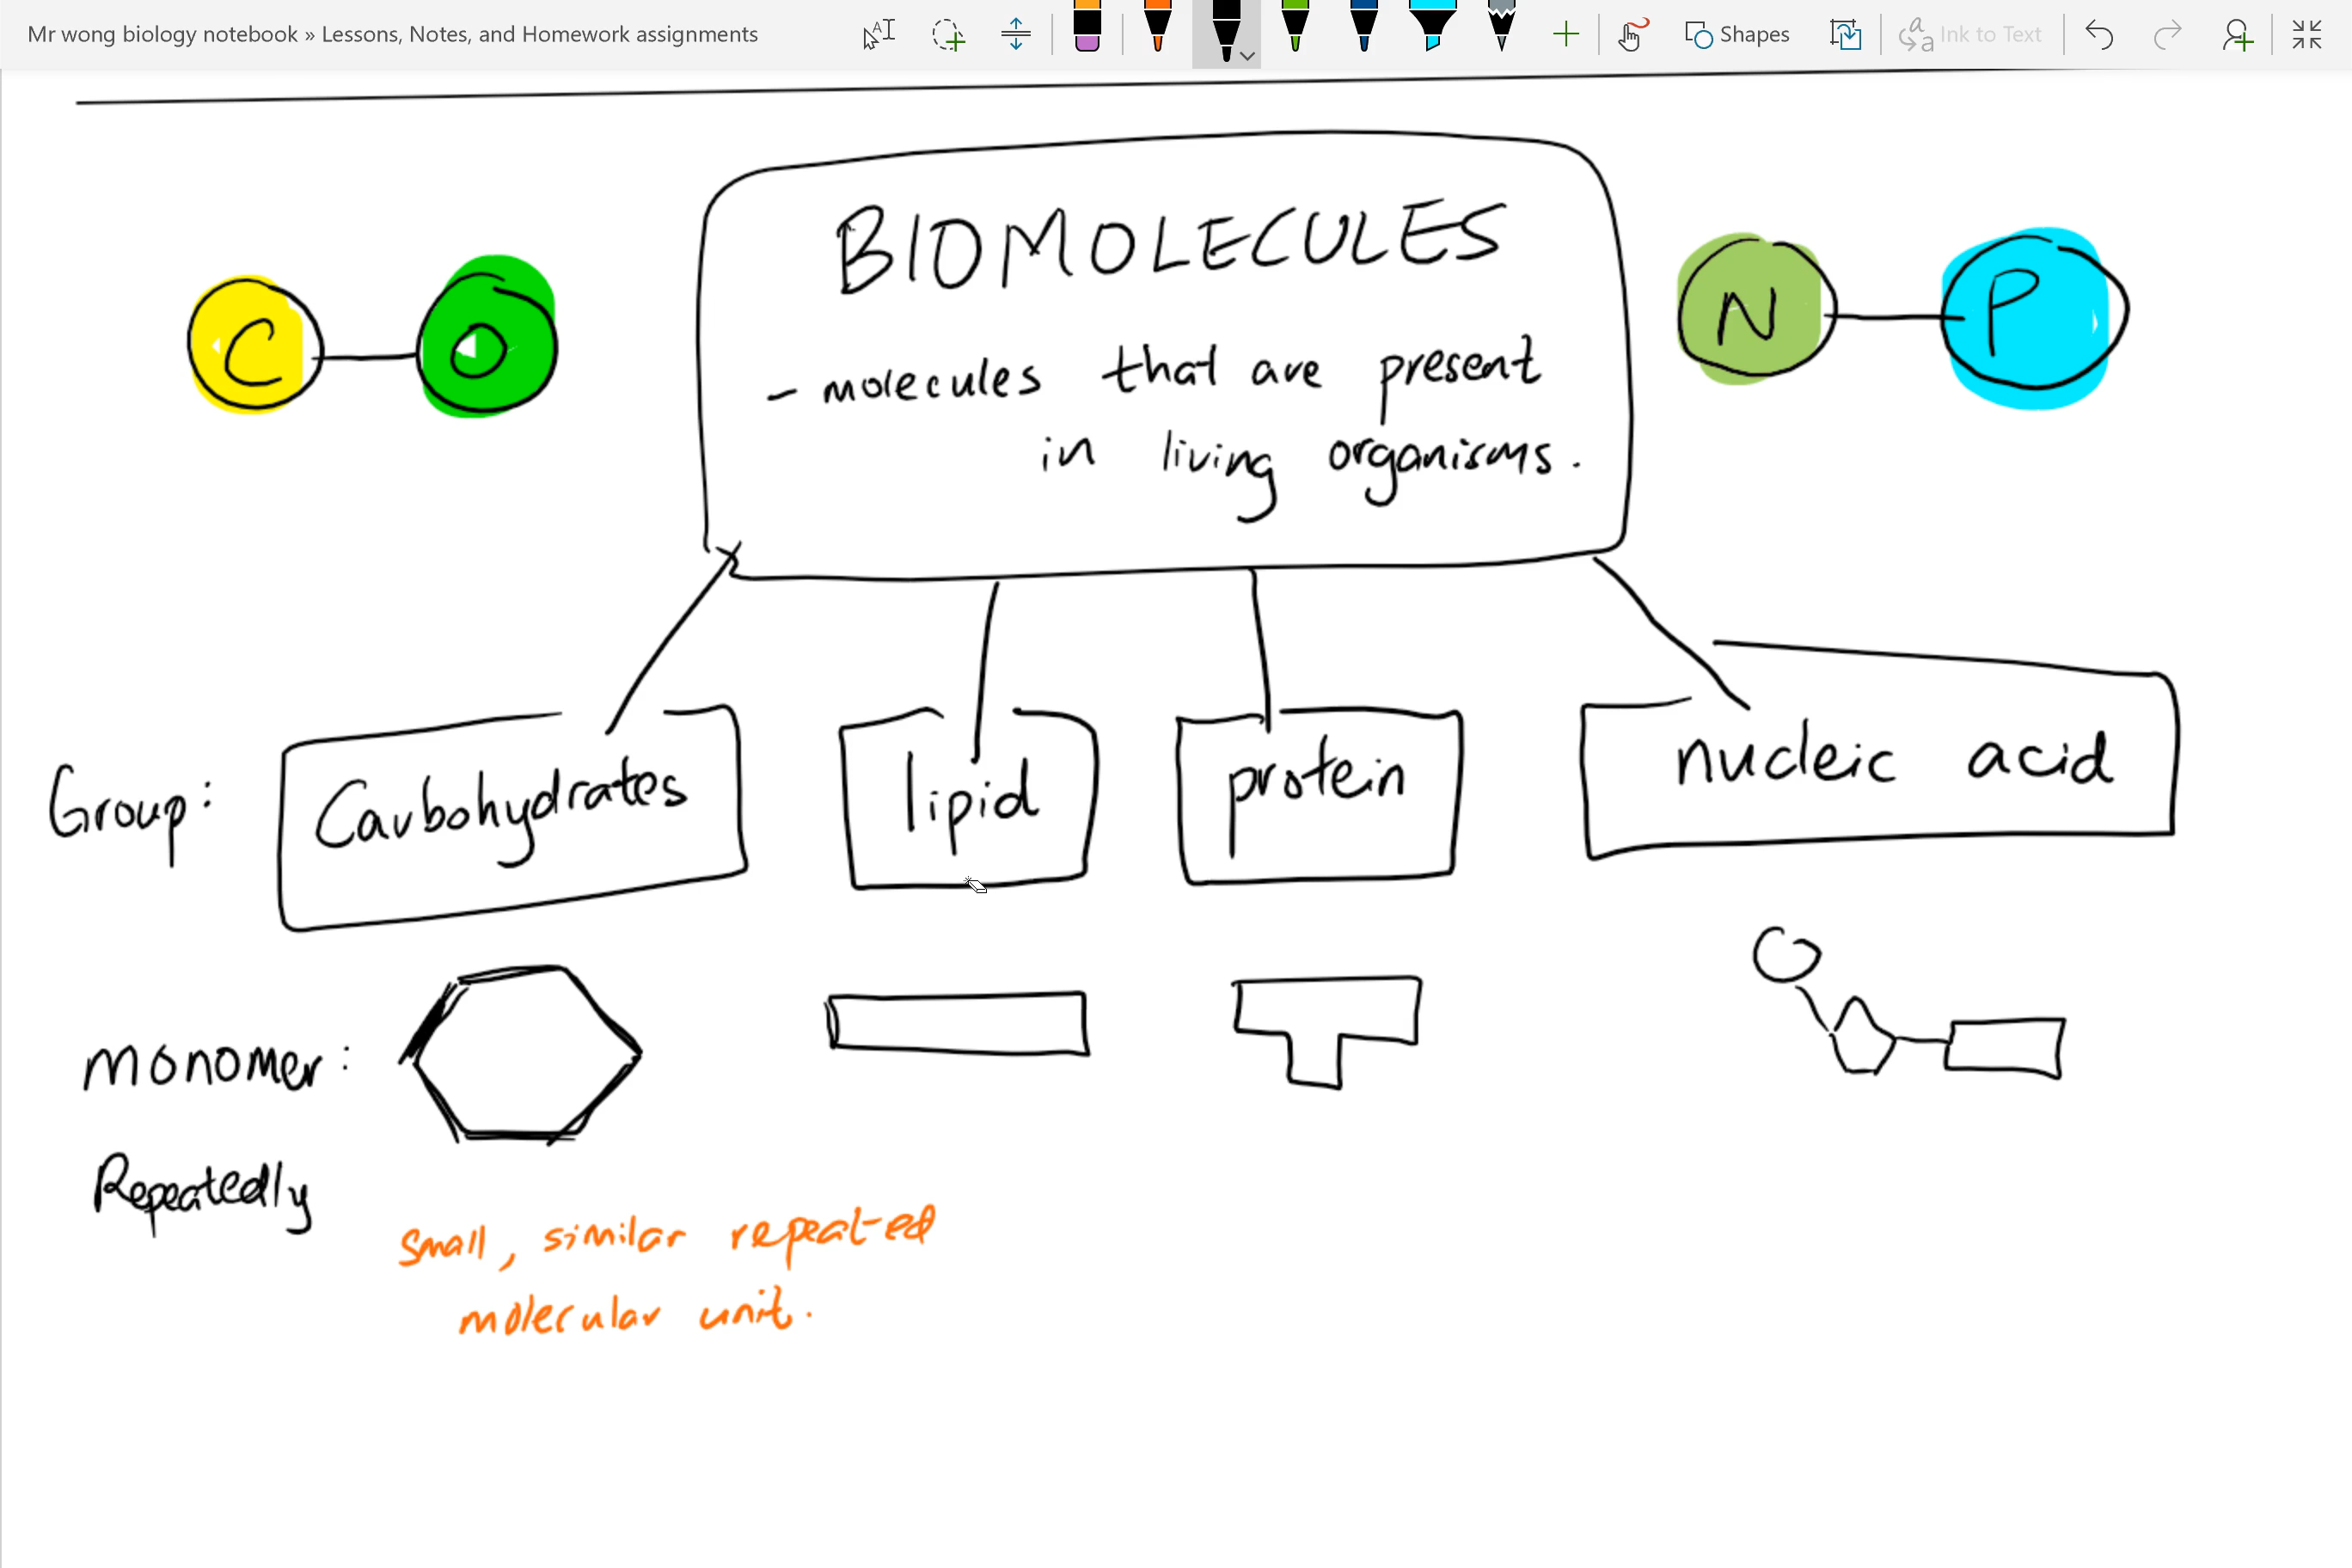 Mr wong biology notebook » Lessons, Notes, and Homework assignments
Shapes
Ink to Text
BIOMOLECULES
- molecules that are present
in living organisms.
C O
N P
Group: Carbohydrates lipid protein nucleic acid
Monomer:
Repeatedly
small, similar repeated
molecular unit.